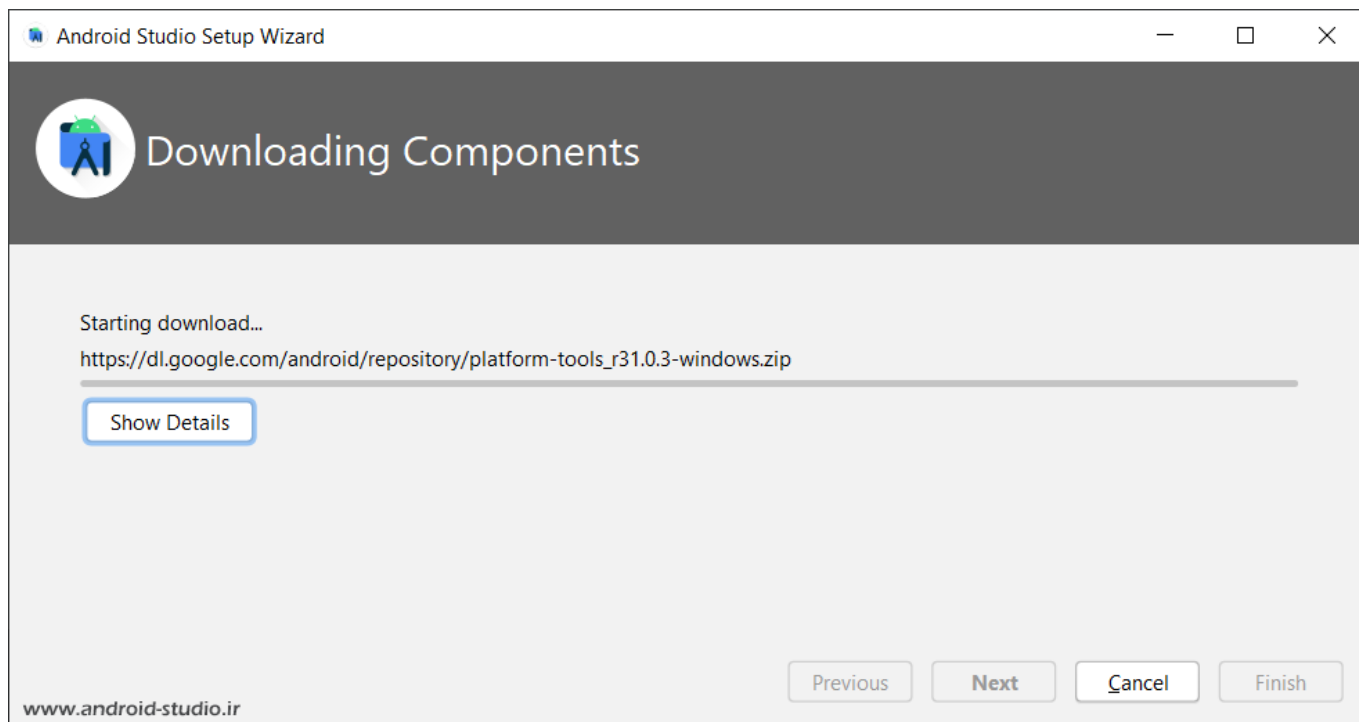 Android Studio Setup Wizard
Downloading Components
Starting download...
https://dl.google.com/android/repository/platform-tools_r31.0.3-windows.zip
Show Details
Previous Next Cancel Finish
www.android-studio.ir